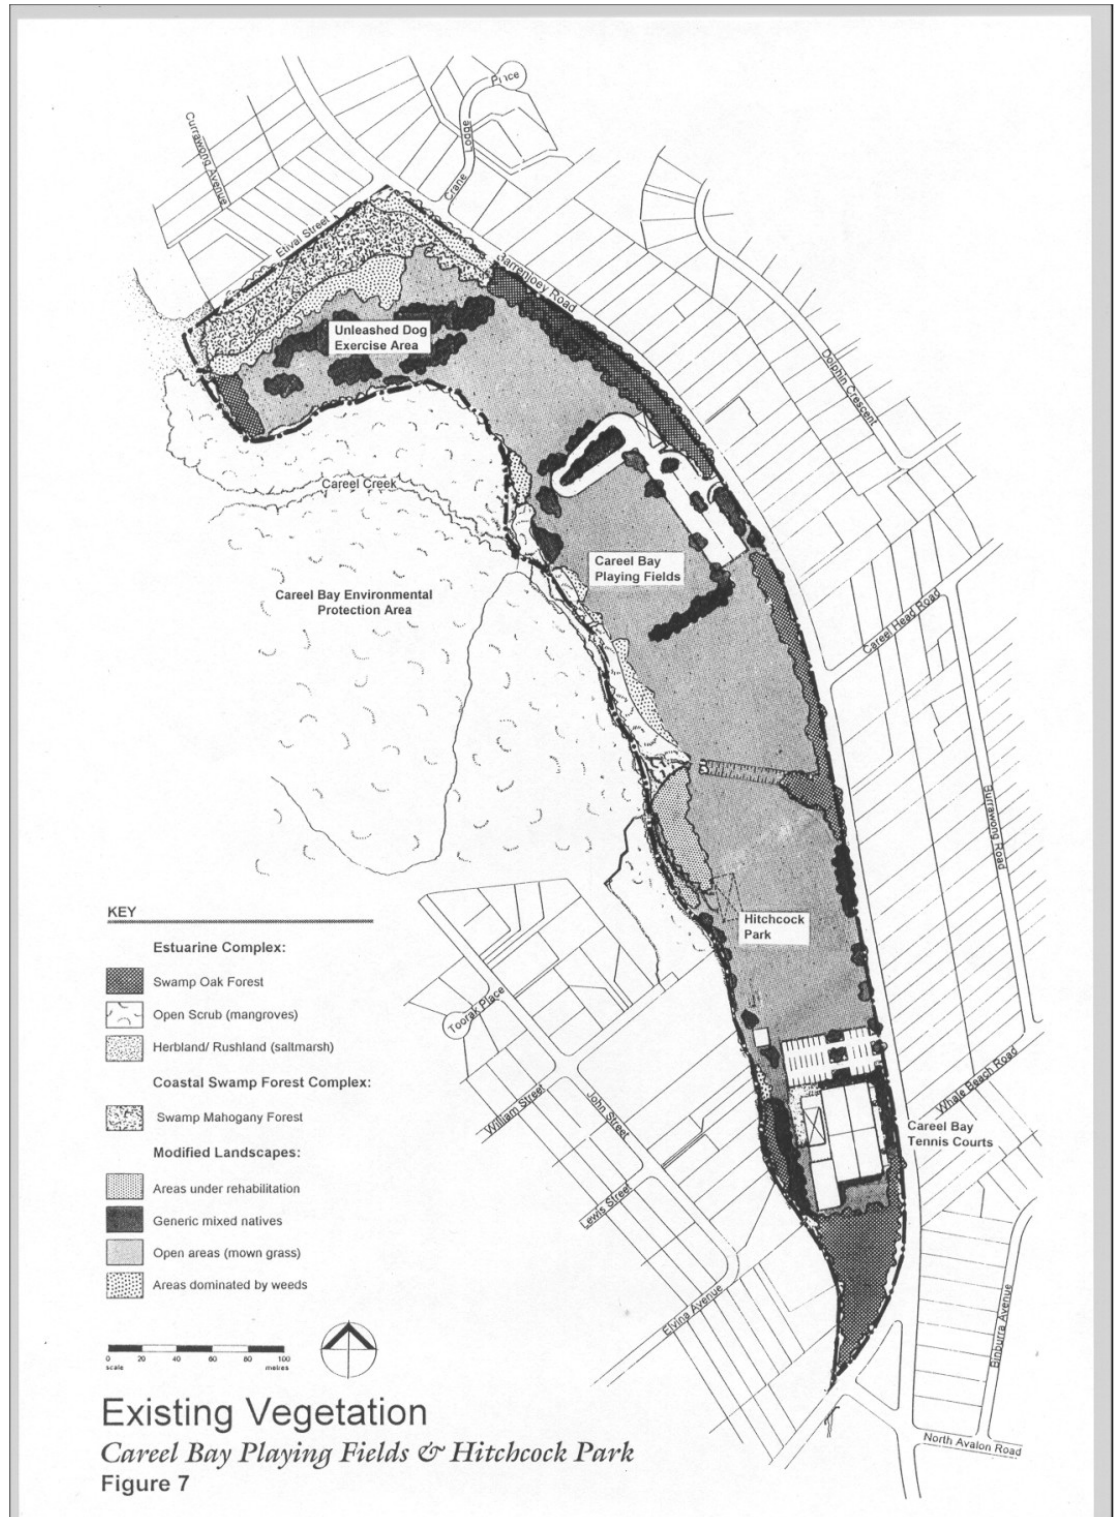 Place
Lodge
Crane
Currawong Avenue
Etival Street
Barrenjoey Road
Unleashed Dog
Exercise Area
Dolphin Crescent
Careel Creek
Careel Bay
Playing Fields
Careel Bay Environmental
Protection Area
Careel Head Road
Burrawong Road
Hitchcock
Park
KEY
Estuarine Complex:
Swamp Oak Forest
Open Scrub (mangroves)
Herbland/ Rushland (saltmarsh)
Coastal Swamp Forest Complex:
Swamp Mahogany Forest
Modified Landscapes:
Areas under rehabilitation
Generic mixed natives
Open areas (mown grass)
Areas dominated by weeds
Toorak Place
William Street
John Street
Lewis Street
Elvina Avenue
Whale Beach Road
Careel Bay
Tennis Courts
Binburra Avenue
North Avalon Road
0 20 40 60 80 100
scale metres
Existing Vegetation
Careel Bay Playing Fields & Hitchcock Park
Figure 7